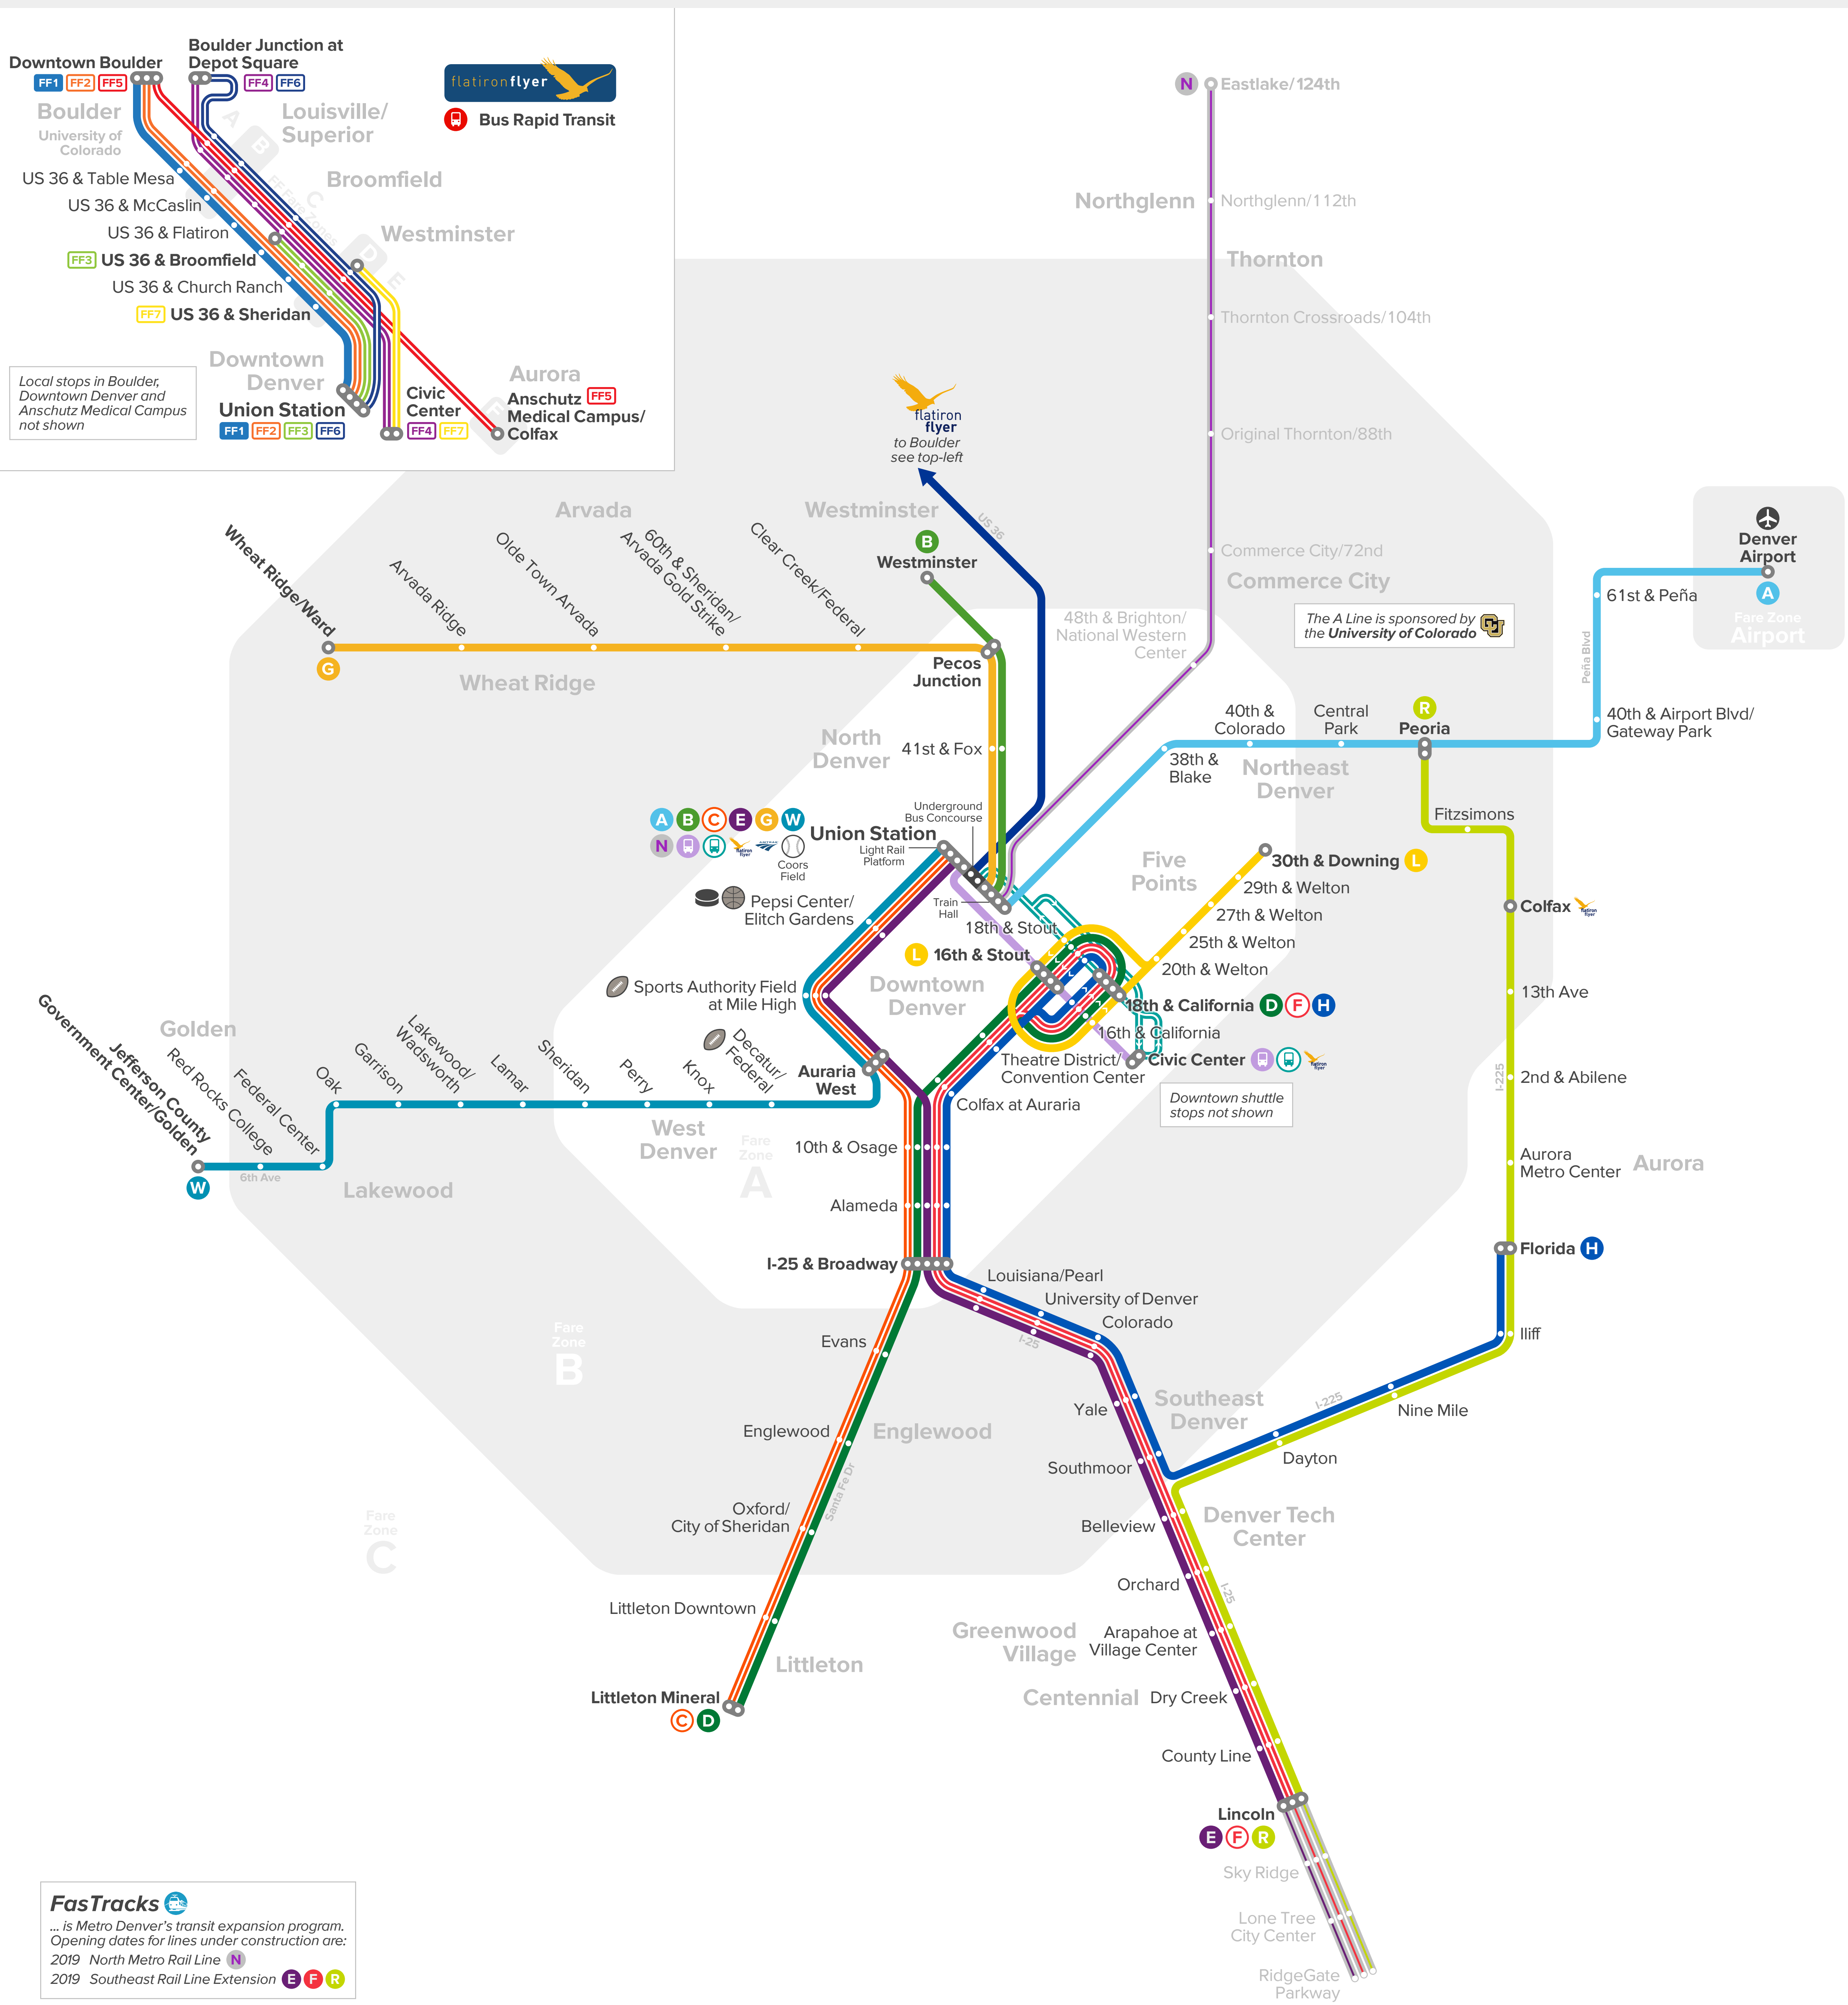 Downtown Boulder
FF1 FF2 FF5
Boulder Junction at
Depot Square
FF4 FF6
flatironflyer
Bus Rapid Transit
Boulder
University of
Colorado
Louisville/
Superior
A
B
FF Fare Zones
C
D
E
Broomfield
Westminster
US 36 & Table Mesa
US 36 & McCaslin
US 36 & Flatiron
FF3 US 36 & Broomfield
US 36 & Church Ranch
FF7 US 36 & Sheridan
Downtown
Denver
Union Station
FF1 FF2 FF3 FF6
Civic
Center
FF4 FF7
Aurora
Anschutz FF5
Medical Campus/
Colfax
Local stops in Boulder,
Downtown Denver and
Anschutz Medical Campus
not shown
N Eastlake/124th
Northglenn
Northglenn/112th
Thornton
Thornton Crossroads/104th
Original Thornton/88th
Commerce City/72nd
Commerce City
48th & Brighton/
National Western
Center
flatiron
flyer
to Boulder
see top-left
US 36
Arvada
Westminster
B
Westminster
Wheat Ridge/Ward
G
Arvada Ridge
Olde Town Arvada
60th & Sheridan/
Arvada Gold Strike
Clear Creek/Federal
Wheat Ridge
Pecos
Junction
North
Denver
41st & Fox
The A Line is sponsored by
the University of Colorado
CU
Denver
Airport
A
Fare Zone
Airport
61st & Peña
Peña Blvd
40th & Airport Blvd/
Gateway Park
R
Peoria
Central
Park
40th &
Colorado
38th &
Blake
Northeast
Denver
Fitzsimons
Colfax
flatiron
flyer
13th Ave
I-225
2nd & Abilene
Aurora
Metro Center
Aurora
Florida H
Iliff
Nine Mile
I-225
Dayton
A B C E G W
N
flatiron
flyer
AMTRAK
Coors
Field
Union Station
Light Rail
Platform
Underground
Bus Concourse
Train
Hall
Pepsi Center/
Elitch Gardens
Sports Authority Field
at Mile High
Five
Points
30th & Downing L
29th & Welton
27th & Welton
25th & Welton
20th & Welton
18th & Stout
L 16th & Stout
Downtown
Denver
18th & California D F H
16th & California
Theatre District/
Convention Center
Civic Center
flatiron
flyer
Downtown shuttle
stops not shown
Colfax at Auraria
Auraria
West
Decatur/
Federal
Knox
Perry
Sheridan
Lamar
Lakewood/
Wadsworth
Garrison
Oak
Federal Center
Red Rocks College
Jefferson County
Government Center/Golden
W
6th Ave
Golden
Lakewood
West
Denver
Fare
Zone
A
10th & Osage
Alameda
I-25 & Broadway
Fare
Zone
B
Fare
Zone
C
Louisiana/Pearl
University of Denver
Colorado
I-25
Yale
Southeast
Denver
Southmoor
Evans
Englewood
Englewood
Santa Fe Dr
Oxford/
City of Sheridan
Littleton Downtown
Littleton
Littleton Mineral
C D
Belleview
Denver Tech
Center
Orchard
I-25
Greenwood
Village
Arapahoe at
Village Center
Centennial
Dry Creek
County Line
Lincoln
E F R
Sky Ridge
Lone Tree
City Center
RidgeGate
Parkway
FasTracks
... is Metro Denver's transit expansion program.
Opening dates for lines under construction are:
2019 North Metro Rail Line N
2019 Southeast Rail Line Extension E F R